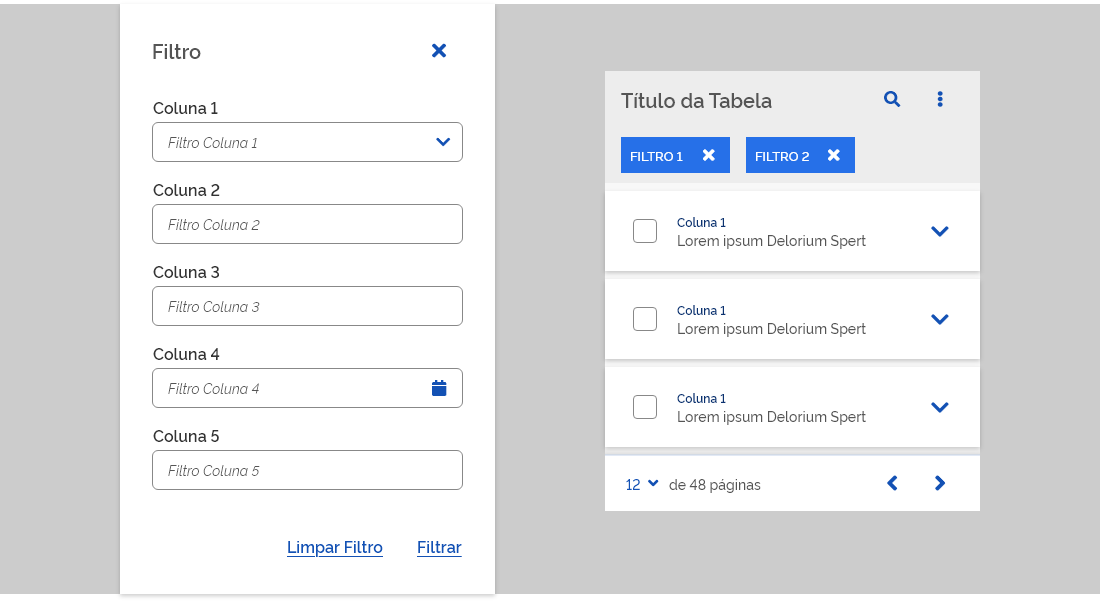 Filtro
Coluna 1
Filtro Coluna 1
Coluna 2
Filtro Coluna 2
Coluna 3
Filtro Coluna 3
Coluna 4
Filtro Coluna 4
Coluna 5
Filtro Coluna 5
Limpar Filtro Filtrar
Título da Tabela
FILTRO 1 FILTRO 2
Coluna 1
Lorem ipsum Delorium Spert
Coluna 1
Lorem ipsum Delorium Spert
Coluna 1
Lorem ipsum Delorium Spert
12 de 48 páginas